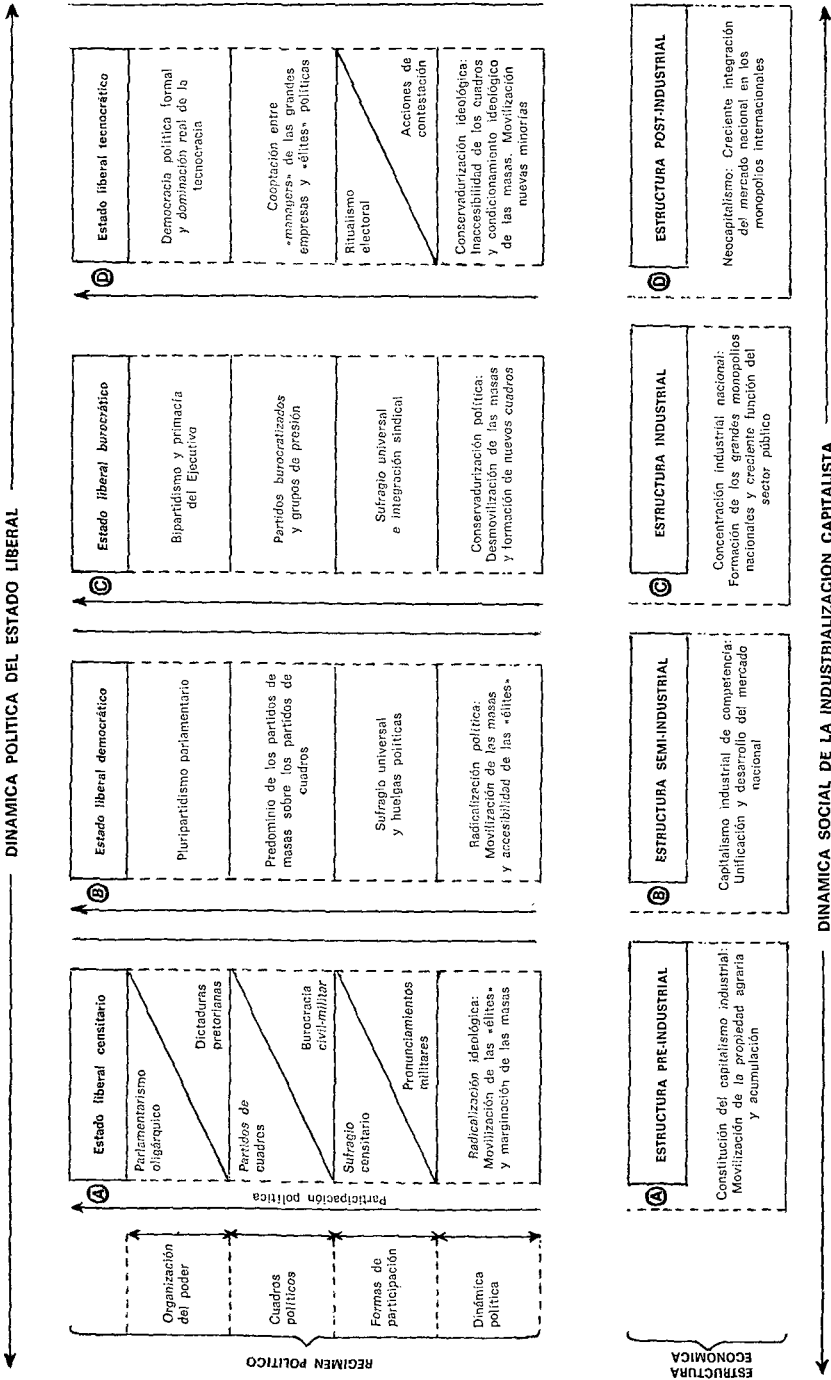 DINAMICA POLITICA DEL ESTADO LIBERAL
REGIMEN POLITICO
Organización
del poder
Cuadros
políticos
Formas de
participación
Dinámica
política
Participación política
A
Estado liberal censitario
Parlamentarismo
oligárquico
Dictaduras
pretorianas
Partidos de
cuadros
Burocracia
civil-militar
Sufragio
censitario
Pronunciamientos
militares
Radicalización ideológica:
Movilización de las «élites»
y marginación de las masas
B
Estado liberal democrático
Pluripartidismo parlamentario
Predominio de los partidos de
masas sobre los partidos de
cuadros
Sufragio universal
y huelgas políticas
Radicalización política:
Movilización de las masas
y accesibilidad de las «élites»
C
Estado liberal burocrático
Bipartidismo y primacía
del Ejecutivo
Partidos burocratizados
y grupos de presión
Sufragio universal
e integración sindical
Conservadurización política:
Desmovilización de las masas
y formación de nuevos cuadros
D
Estado liberal tecnocrático
Democracia política formal
y dominación real de la
tecnocracia
Cooptación entre
«managers» de las grandes
empresas y «élites» políticas
Ritualismo
electoral
Acciones de
contestación
Conservadurización ideológica:
Inaccesibilidad de los cuadros
y condicionamiento ideológico
de las masas. Movilización
nuevas minorías
ESTRUCTURA
ECONOMICA
A
ESTRUCTURA PRE-INDUSTRIAL
Constitución del capitalismo industrial:
Movilización de la propiedad agraria
y acumulación
B
ESTRUCTURA SEMI-INDUSTRIAL
Capitalismo industrial de competencia:
Unificación y desarrollo del mercado
nacional
C
ESTRUCTURA INDUSTRIAL
Concentración industrial nacional:
Formación de los grandes monopolios
nacionales y creciente función del
sector público
D
ESTRUCTURA POST-INDUSTRIAL
Neocapitalismo: Creciente integración
del mercado nacional en los
monopolios internacionales
DINAMICA SOCIAL DE LA INDUSTRIALIZACION CAPITALISTA